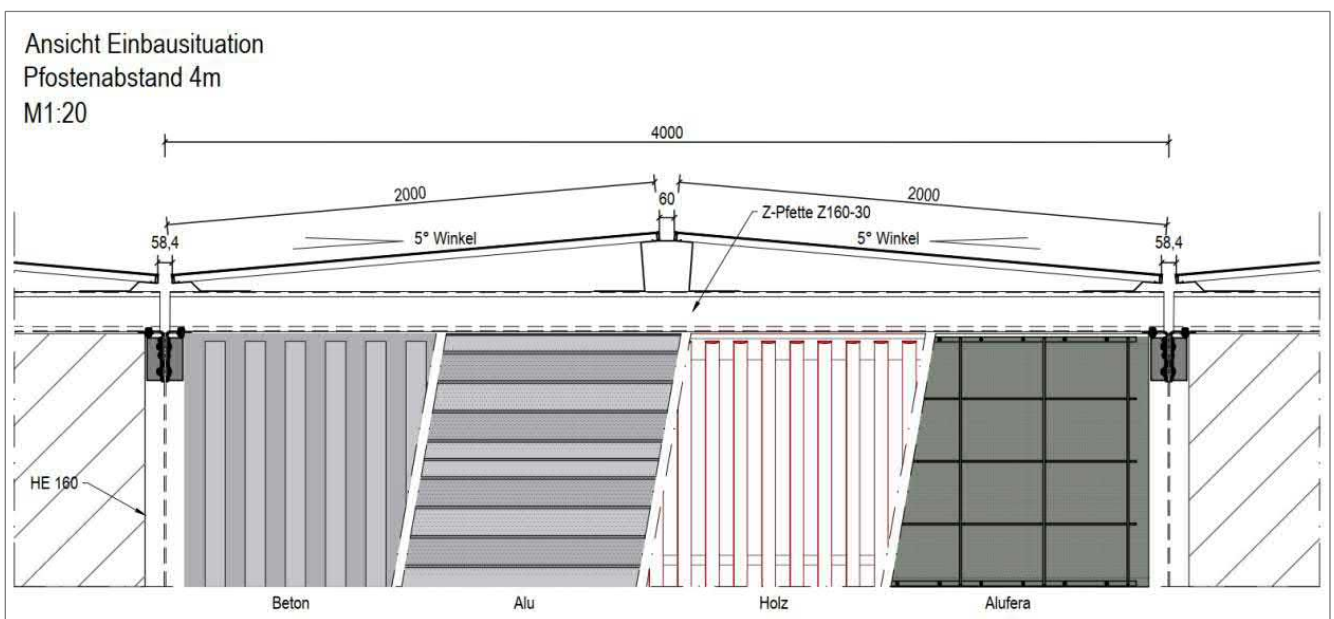 Ansicht Einbausituation
Pfostenabstand 4m
M1:20
4000
2000
60
2000
Z-Pfette Z160-30
58,4
5° Winkel
5° Winkel
58,4
HE 160
Beton
Alu
Holz
Alufera